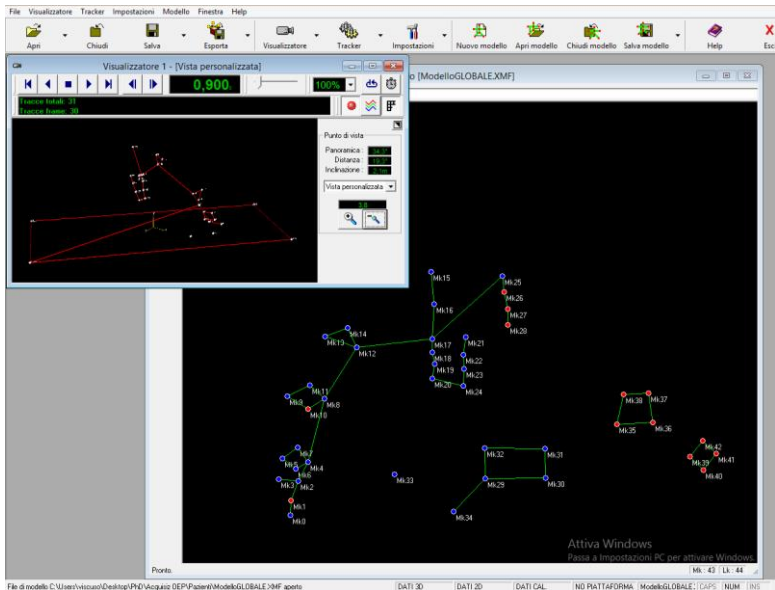 File Visualizzatore Tracker Impostazioni Modello Finestra Help
Apri Chiudi Salva Esporta Visualizzatore Tracker Impostazioni Nuovo modello Apri modello Chiudi modello Salva modello Help
Visualizzatore 1 - [Vista personalizzata]
[ModelloGLOBALE.XMF]
0,900
100%
Tracce totali: 31
Tracce frame: 30
Punto di vista
Panoramica :
Distanza :
Inclinazione :
Vista personalizzata
3,0
Mk15
Mk25
Mk26
Mk16
Mk27
Mk28
Mk14
Mk13
Mk17
Mk21
Mk12
Mk18
Mk22
Mk19
Mk23
Mk20
Mk24
Mk11
Mk9
Mk8
Mk10
Mk38
Mk37
Mk35
Mk36
Mk7
Mk32
Mk31
Mk42
Mk5
Mk4
Mk39
Mk41
Mk6
Mk40
Mk3
Mk2
Mk33
Mk29
Mk30
Mk1
Mk0
Mk34
Attiva Windows
Passa a Impostazioni PC per attivare Windows.
Pronto.
Mk : 43 Lk : 44
File di modello C:\Users\viscuso\Desktop\PhD\Acquisiz OEP\Pazienti\ModelloGLOBALE.XMF aperto
DATI 3D DATI 2D DATI CAL. NO PIATTAFORMA ModelloGLOBALE: CAPS NUM INS